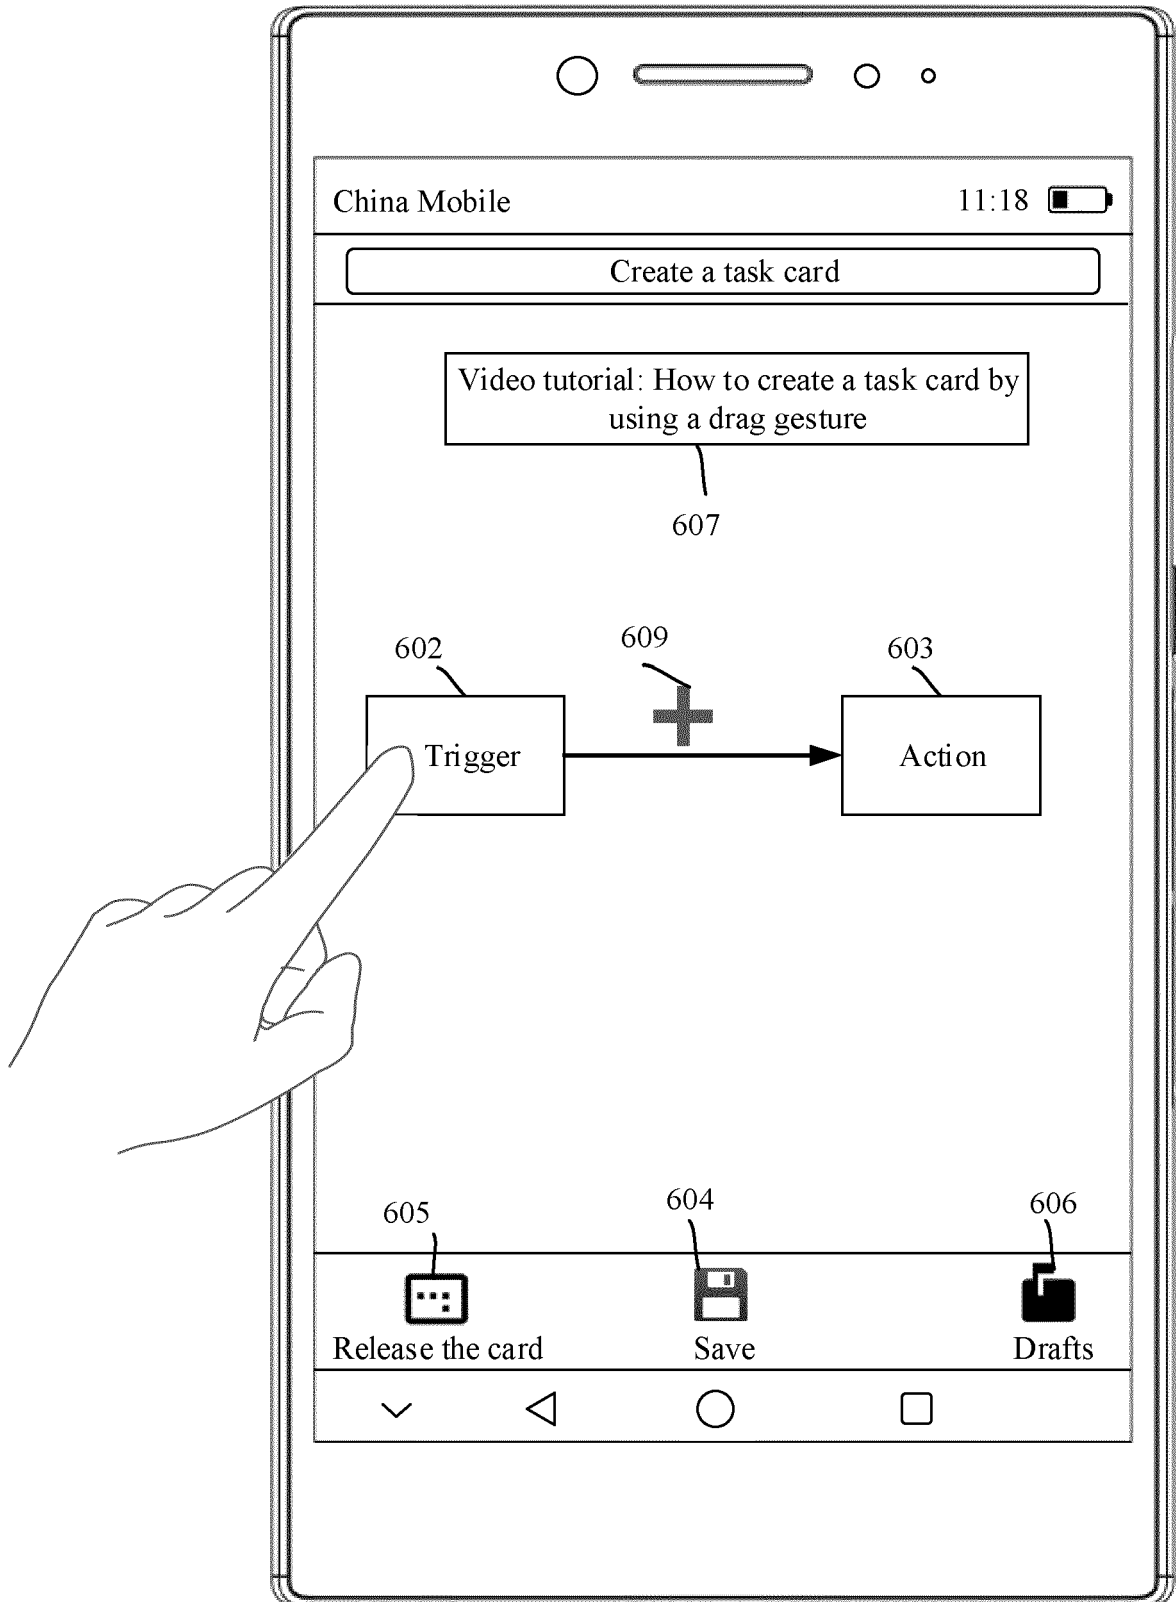 China Mobile 11:18
Create a task card
Video tutorial: How to create a task card by
using a drag gesture
607
602 609 603
Trigger Action
605 604 606
Release the card Save Drafts